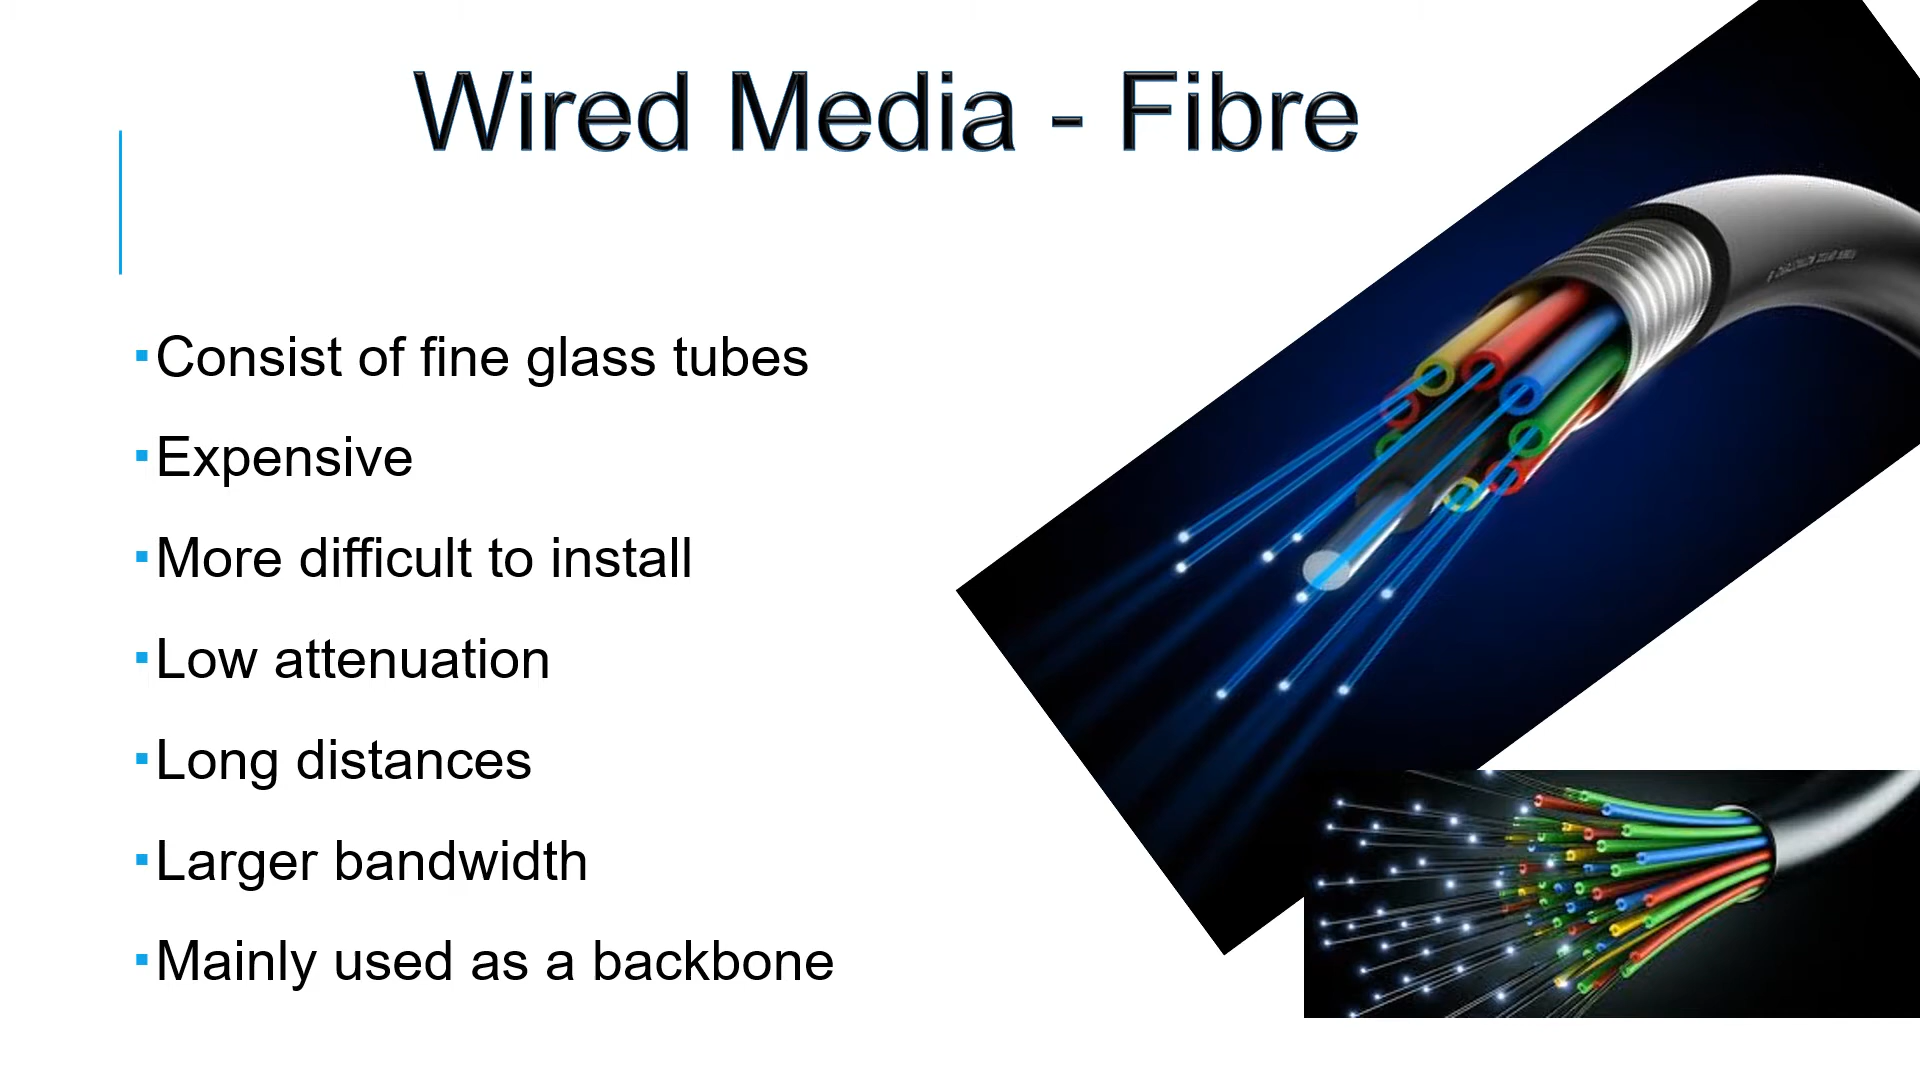 Wired Media - Fibre
Consist of fine glass tubes
Expensive
More difficult to install
Low attenuation
Long distances
Larger bandwidth
Mainly used as a backbone